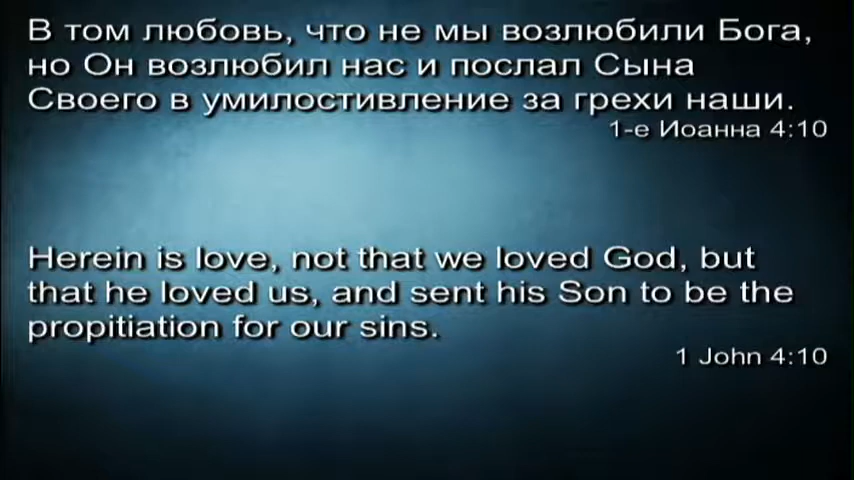 В том любовь, что не мы возлюбили Бога,
но Он возлюбил нас и послал Сына
Своего в умилостивление за грехи наши.
1-е Иоанна 4:10
Herein is love, not that we loved God, but
that he loved us, and sent his Son to be the
propitiation for our sins.
1 John 4:10